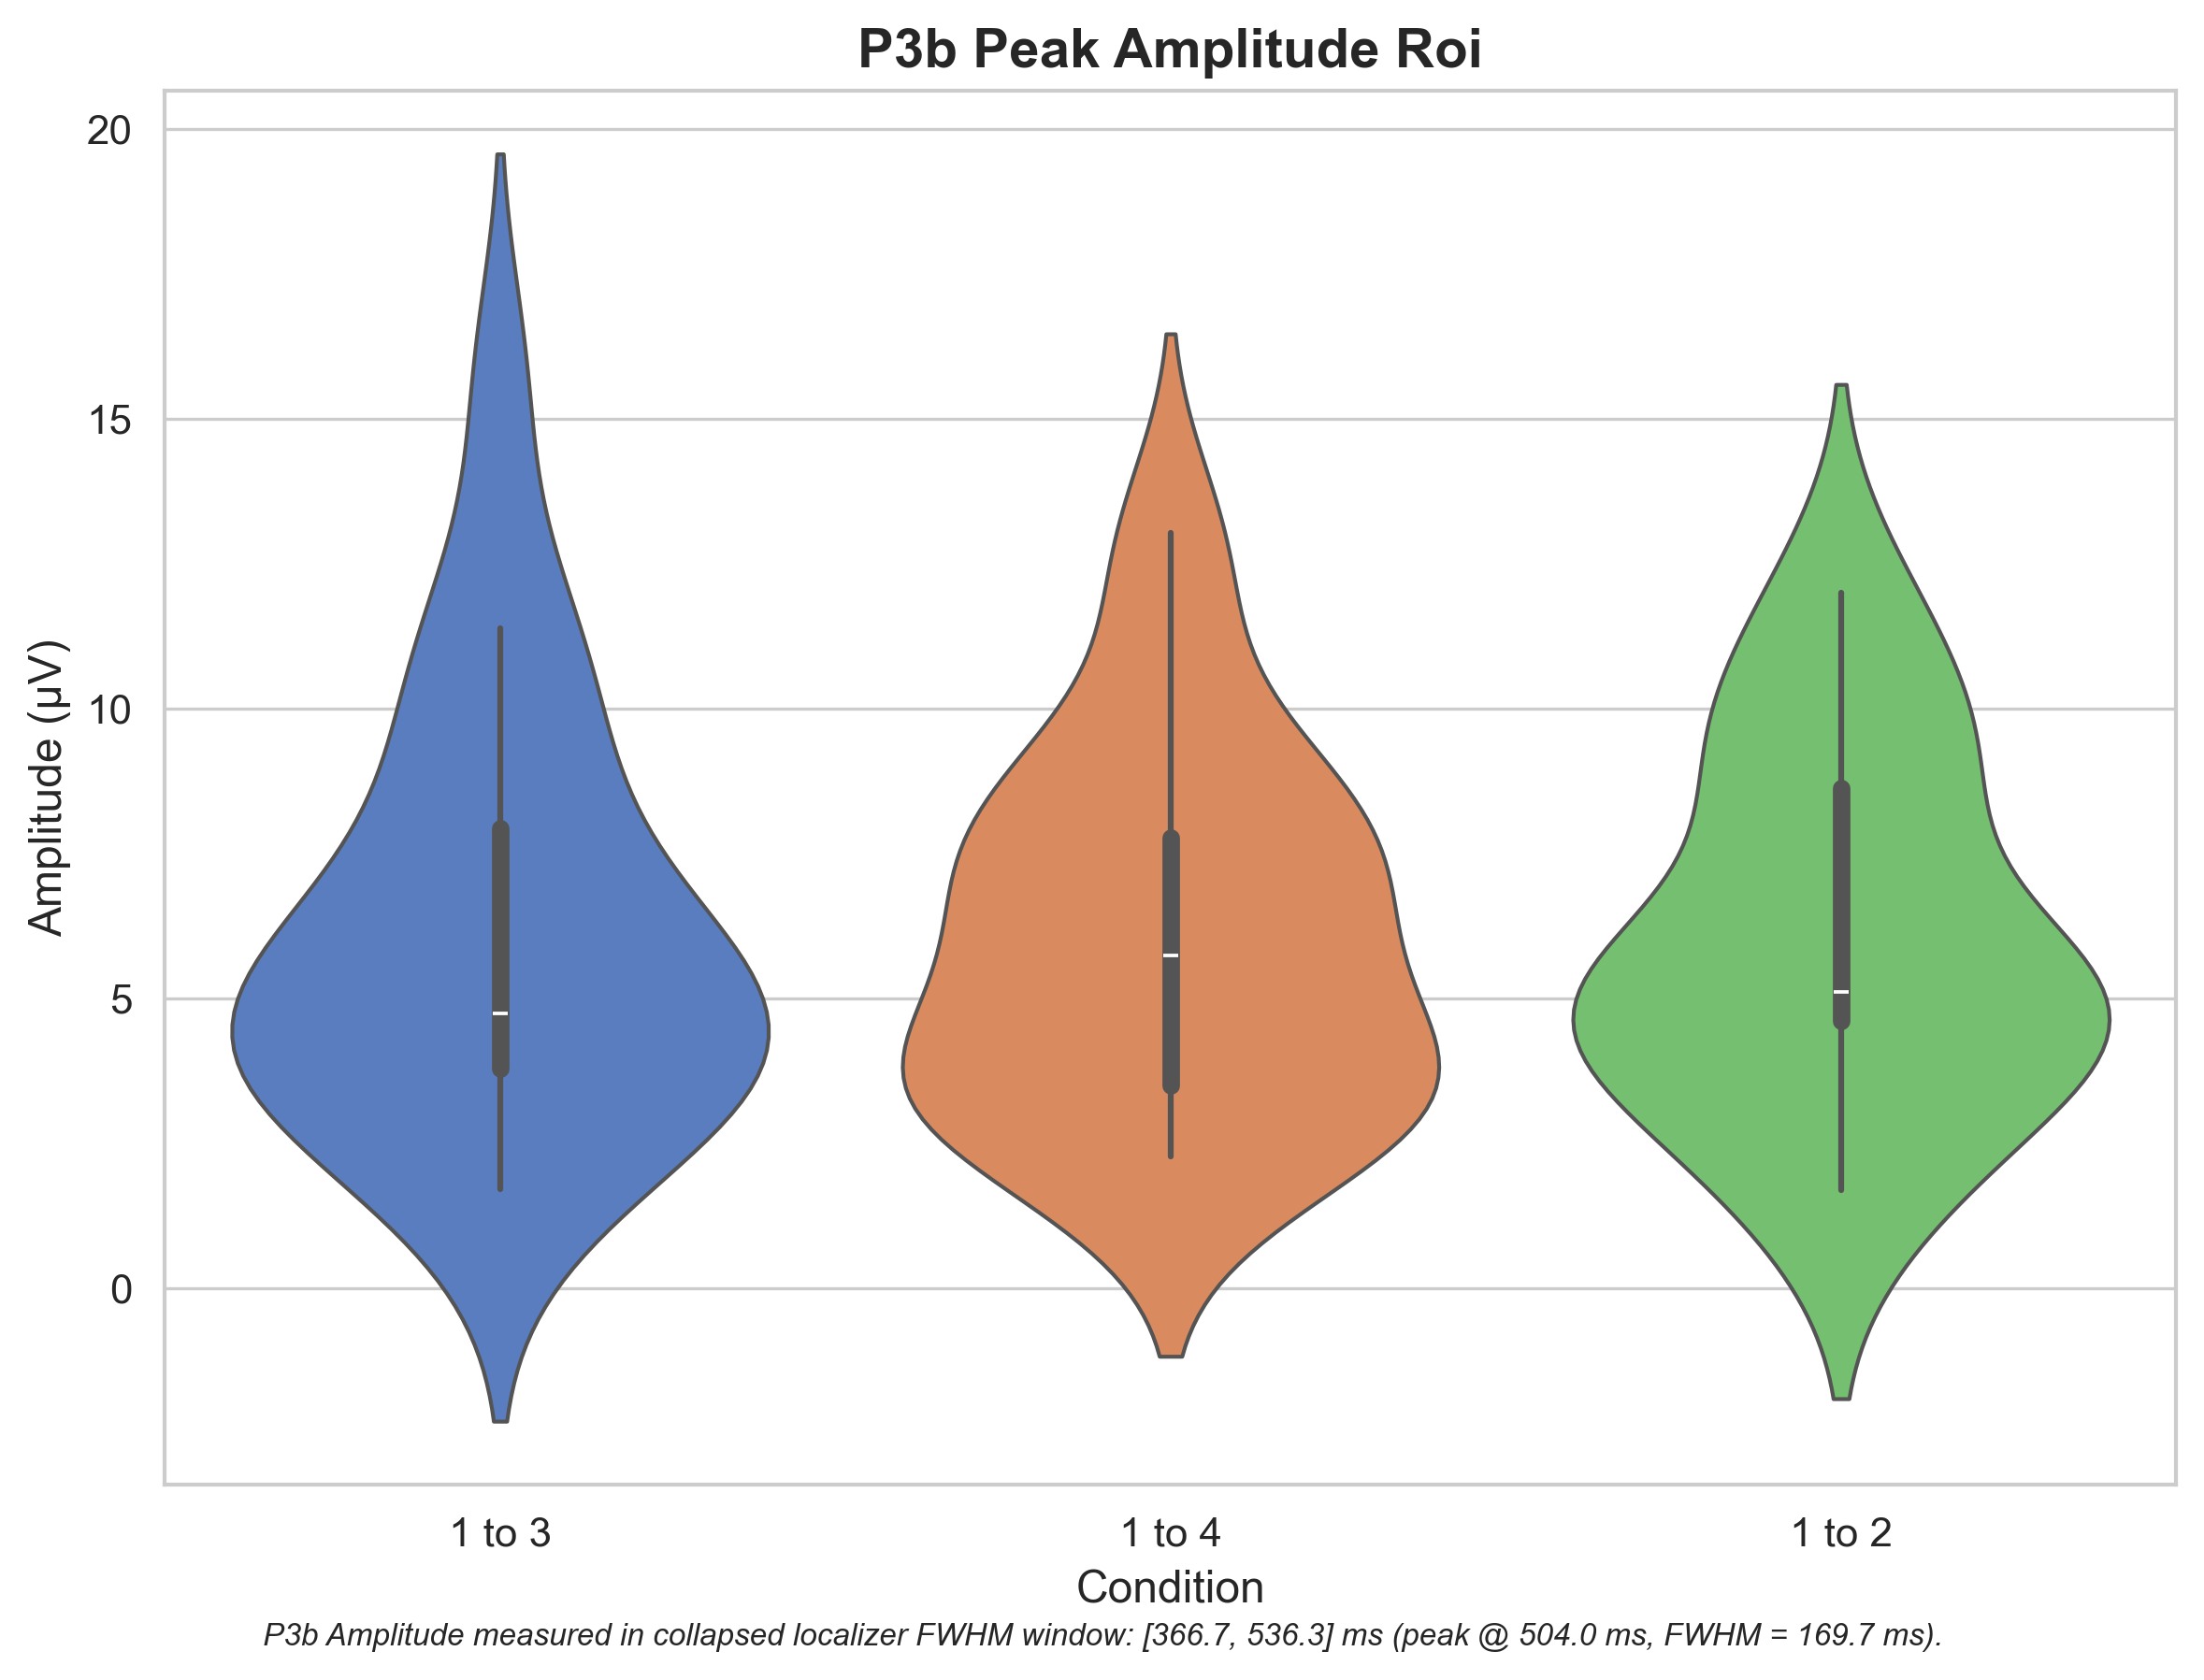 P3b Peak Amplitude Roi
20
15
10
5
0
Amplitude (µV)
1 to 3
1 to 4
1 to 2
Condition
P3b Amplitude measured in collapsed localizer FWHM window: [366.7, 536.3] ms (peak @ 504.0 ms, FWHM = 169.7 ms).